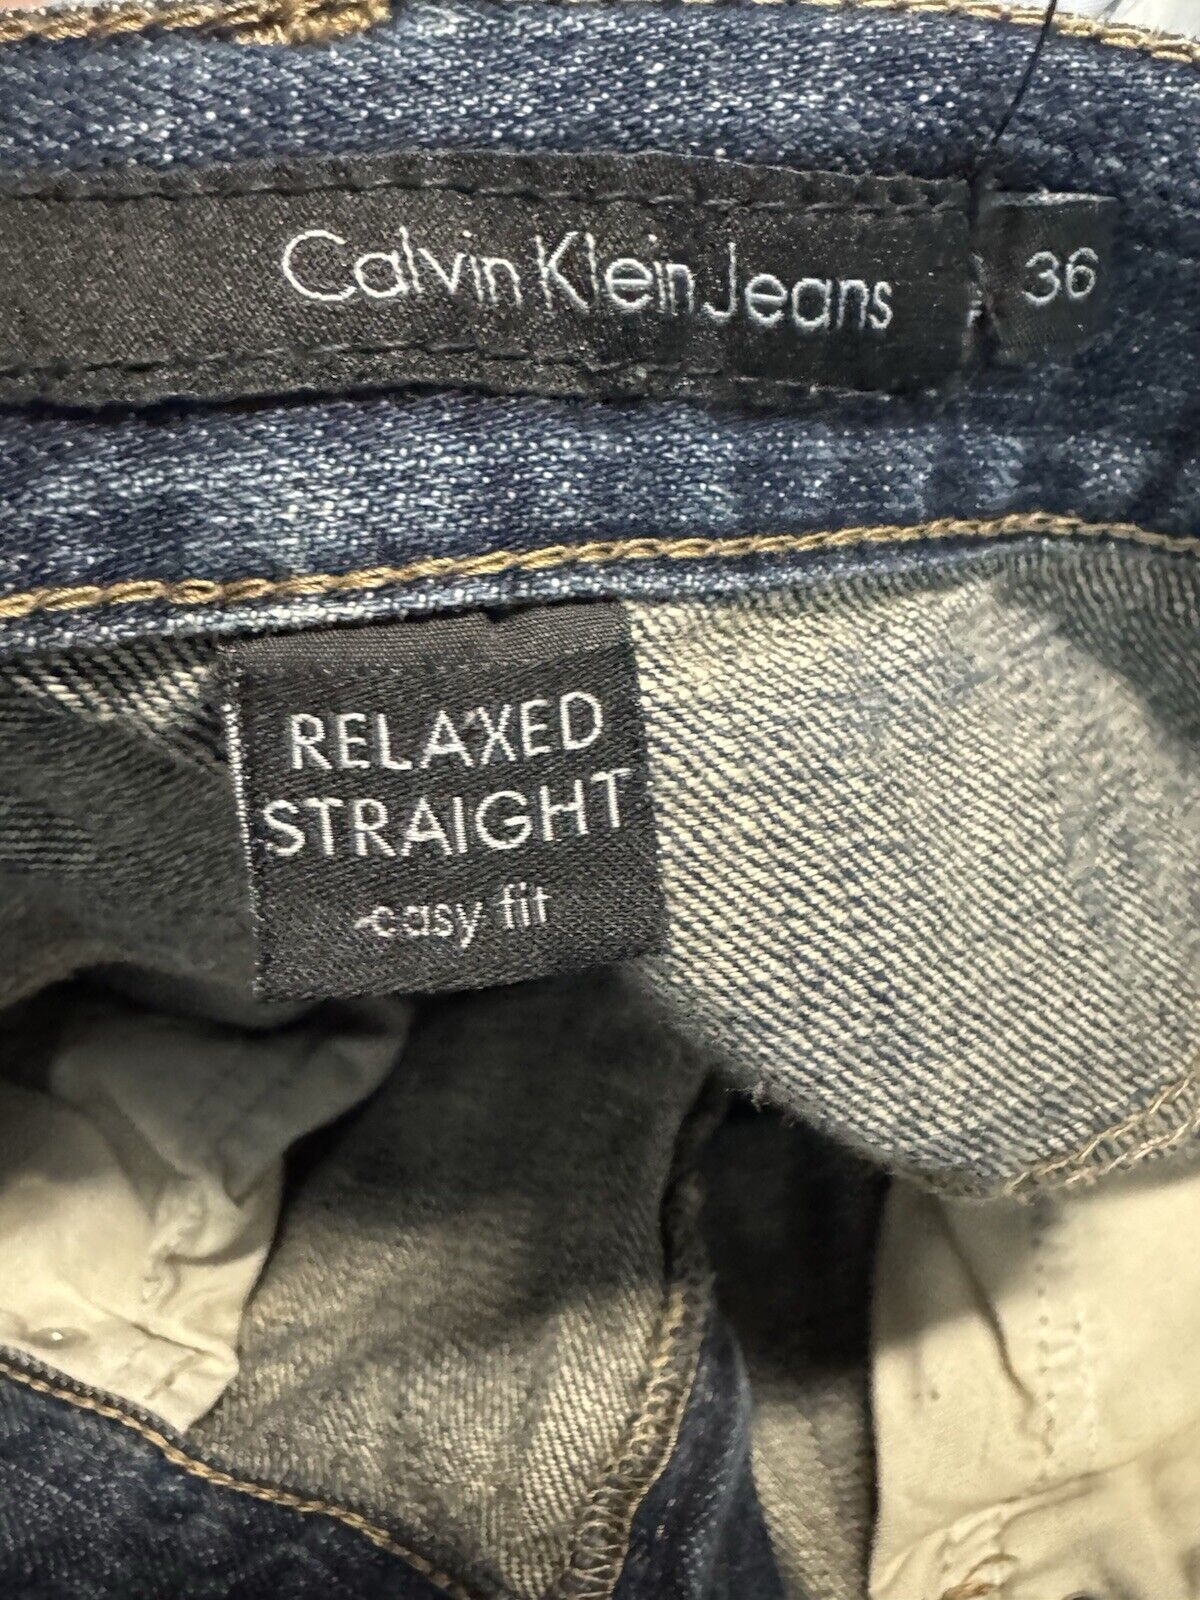 Calvin Klein Jeans 36
RELAXED
STRAIGHT
easy fit